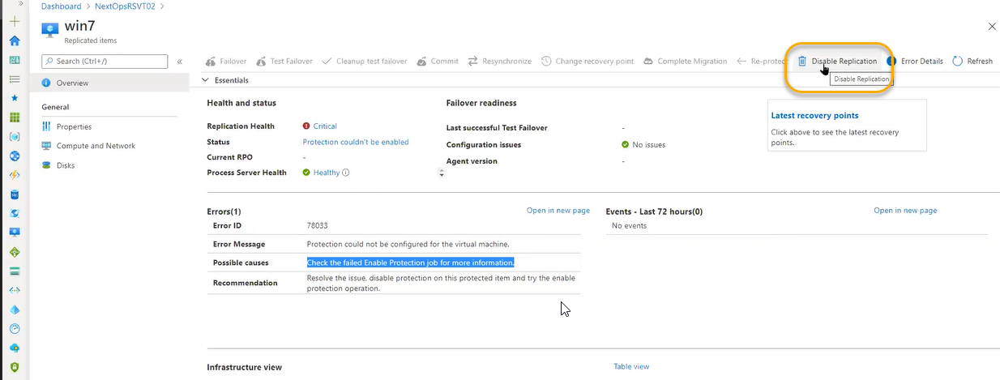 Dashboard > NextOpsRSVT02 >
win7
Replicated items
Search (Ctrl+/)
Overview
General
Properties
Compute and Network
Disks
Failover Test Failover Cleanup test failover Commit Resynchronize Change recovery point Complete Migration Re-protect Disable Replication Error Details Refresh
Disable Replication
Essentials
Health and status
Replication Health Critical
Status Protection couldn't be enabled
Current RPO -
Process Server Health Healthy
Failover readiness
Last successful Test Failover -
Configuration issues No issues
Agent version -
Latest recovery points
Click above to see the latest recovery
points.
Errors(1) Open in new page
Error ID 78033
Error Message Protection could not be configured for the virtual machine.
Possible causes Check the failed Enable Protection job for more information.
Recommendation Resolve the issue, disable protection on this protected item and try the enable
protection operation.
Events - Last 72 hours(0) Open in new page
No events
Infrastructure view Table view